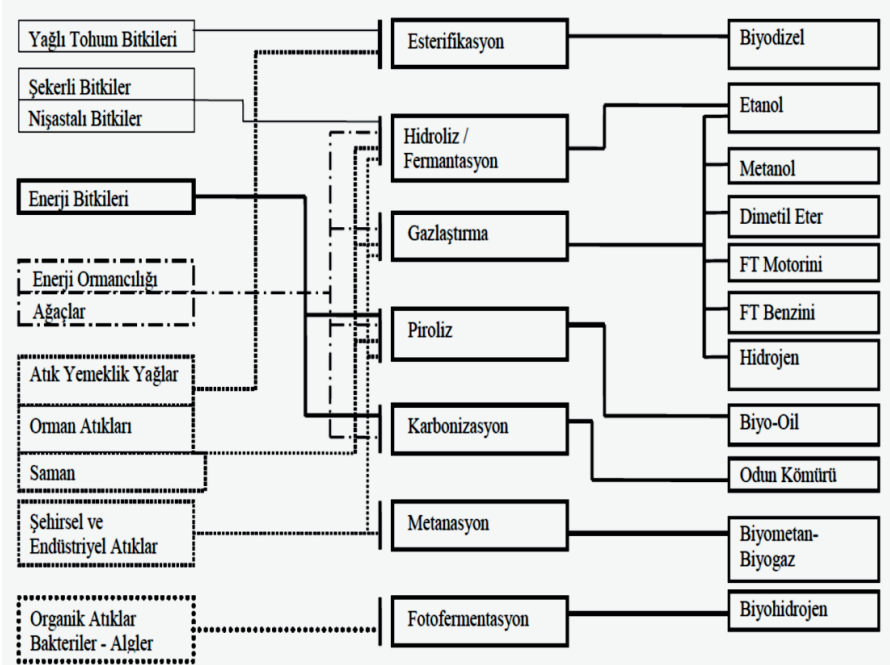 Yağlı Tohum Bitkileri
Şekerli Bitkiler
Nişastalı Bitkiler
Enerji Bitkileri
Enerji Ormancılığı
Ağaçlar
Atık Yemeklik Yağlar
Orman Atıkları
Saman
Şehirsel ve
Endüstriyel Atıklar
Organik Atıklar
Bakteriler - Algler
Esterifikasyon
Hidroliz /
Fermantasyon
Gazlaştırma
Piroliz
Karbonizasyon
Metanasyon
Fotofermentasyon
Biyodizel
Etanol
Metanol
Dimetil Eter
FT Motorini
FT Benzini
Hidrojen
Biyo-Oil
Odun Kömürü
Biyometan-
Biyogaz
Biyohidrojen